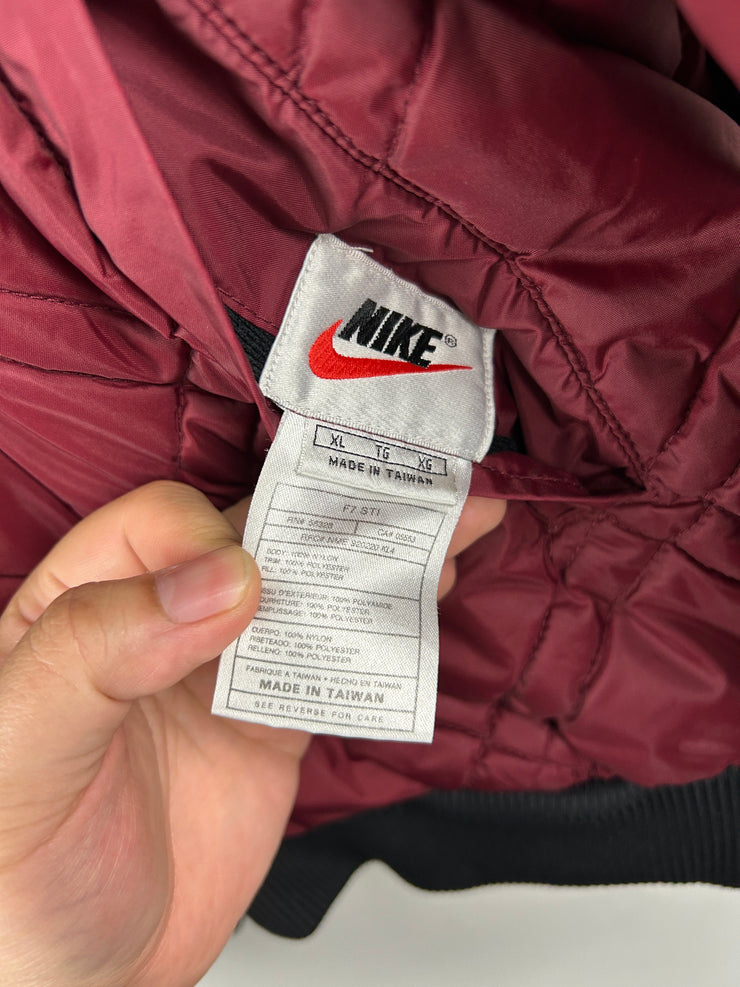 NIKE®
XL TG XG
MADE IN TAIWAN
F7 STI
RN# 56323 CA# 05553
BODY: 100% NYLON
TRIM: 100% POLYESTER
FILL: 100% POLYESTER
TISSU D'EXTERIEUR: 100% POLYAMIDE
100% POLYESTER
100% POLYESTER
CUERPO: 100% NYLON
RIBETEADO: 100% POLYESTER
RELLENO: 100% POLYESTER
FABRIQUE A TAIWAN • HECHO EN TAIWAN
MADE IN TAIWAN
SEE REVERSE FOR CARE